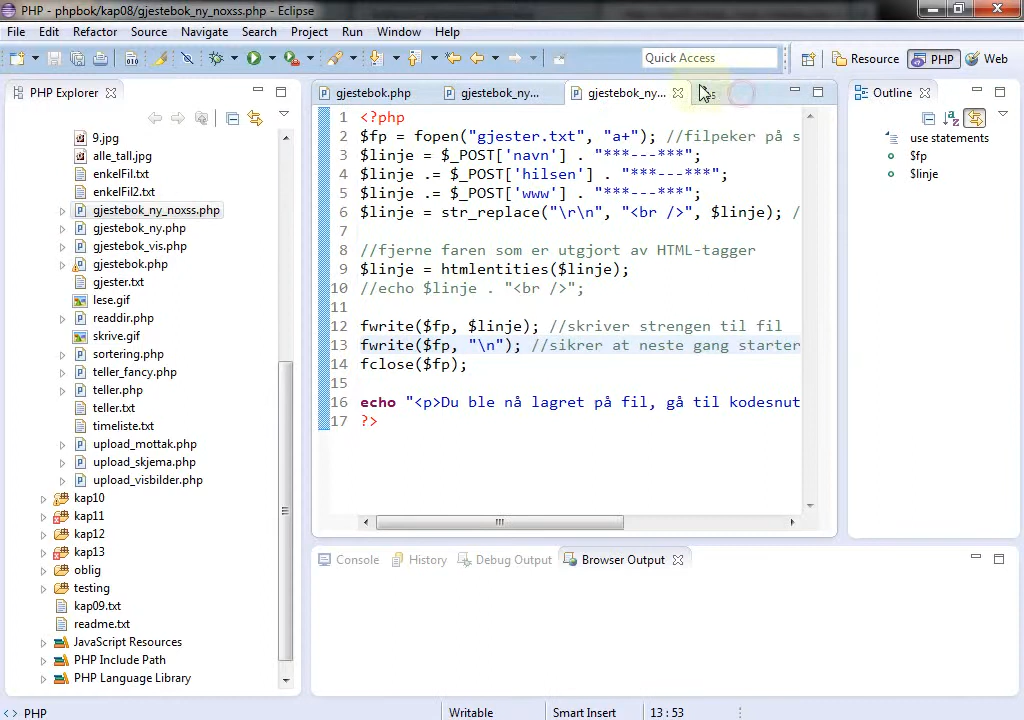 PHP - phpbok/kap08/gjestebok_ny_noxss.php - Eclipse
File Edit Refactor Source Navigate Search Project Run Window Help
Quick Access
Resource PHP Web
PHP Explorer
gjestebok.php gjestebok_ny... gjestebok_ny...
Outline
9.jpg
alle_tall.jpg
enkelFil.txt
enkelFil2.txt
gjestebok_ny_noxss.php
gjestebok_ny.php
gjestebok_vis.php
gjestebok.php
gjester.txt
lese.gif
readdir.php
skrive.gif
sortering.php
teller_fancy.php
teller.php
teller.txt
timeliste.txt
upload_mottak.php
upload_skjema.php
upload_visbilder.php
kap10
kap11
kap12
kap13
oblig
testing
kap09.txt
readme.txt
JavaScript Resources
PHP Include Path
PHP Language Library
1 <?php
2 $fp = fopen("gjester.txt", "a+"); //filpeker på s
3 $linje = $_POST['navn'] . "***---***";
4 $linje .= $_POST['hilsen'] . "***---***";
5 $linje .= $_POST['www'] . "***---***";
6 $linje = str_replace("\r\n", "<br />", $linje); /
7
8 //fjerne faren som er utgjort av HTML-tagger
9 $linje = htmlentities($linje);
10 //echo $linje . "<br />";
11
12 fwrite($fp, $linje); //skriver strengen til fil
13 fwrite($fp, "\n"); //sikrer at neste gang starter
14 fclose($fp);
15
16 echo "<p>Du ble nå lagret på fil, gå til kodesnut
17 ?>
use statements
$fp
$linje
Console History Debug Output Browser Output
<> PHP
Writable Smart Insert 13 : 53